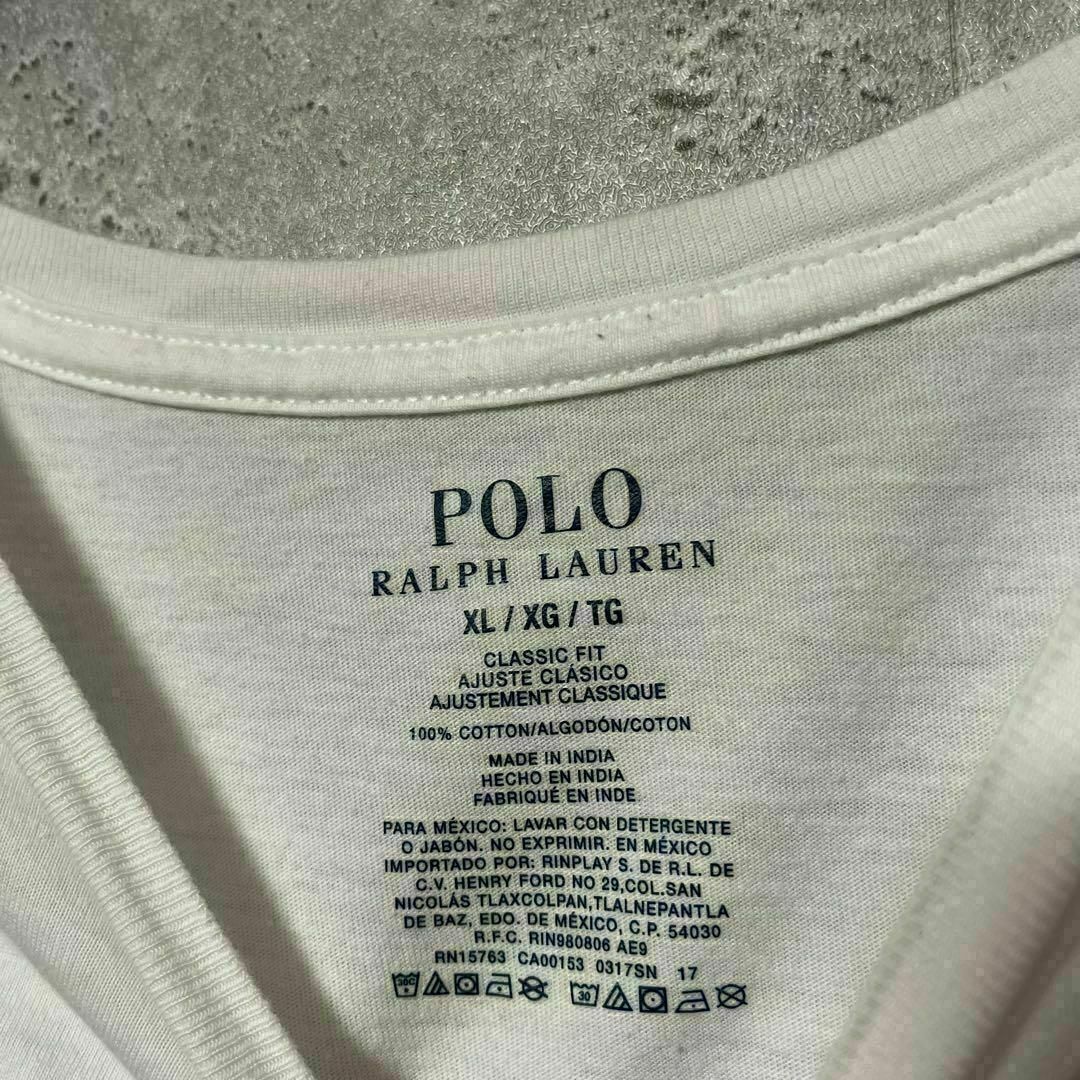 POLO
RALPH LAUREN
XL / XG / TG
CLASSIC FIT
AJUSTE CLÁSICO
AJUSTEMENT CLASSIQUE
100% COTTON/ALGODÓN/COTON
MADE IN INDIA
HECHO EN INDIA
FABRIQUÉ EN INDE
PARA MÉXICO: LAVAR CON DETERGENTE
O JABÓN. NO EXPRIMIR. EN MÉXICO
IMPORTADO POR: RINPLAY S. DE R.L. DE
C.V. HENRY FORD NO 29,COL.SAN
NICOLÁS TLAXCOLPAN,TLALNEPANTLA
DE BAZ, EDO. DE MÉXICO, C.P. 54030
R.F.C. RIN980806 AE9
RN15763 CA00153 0317SN 17
30C 30